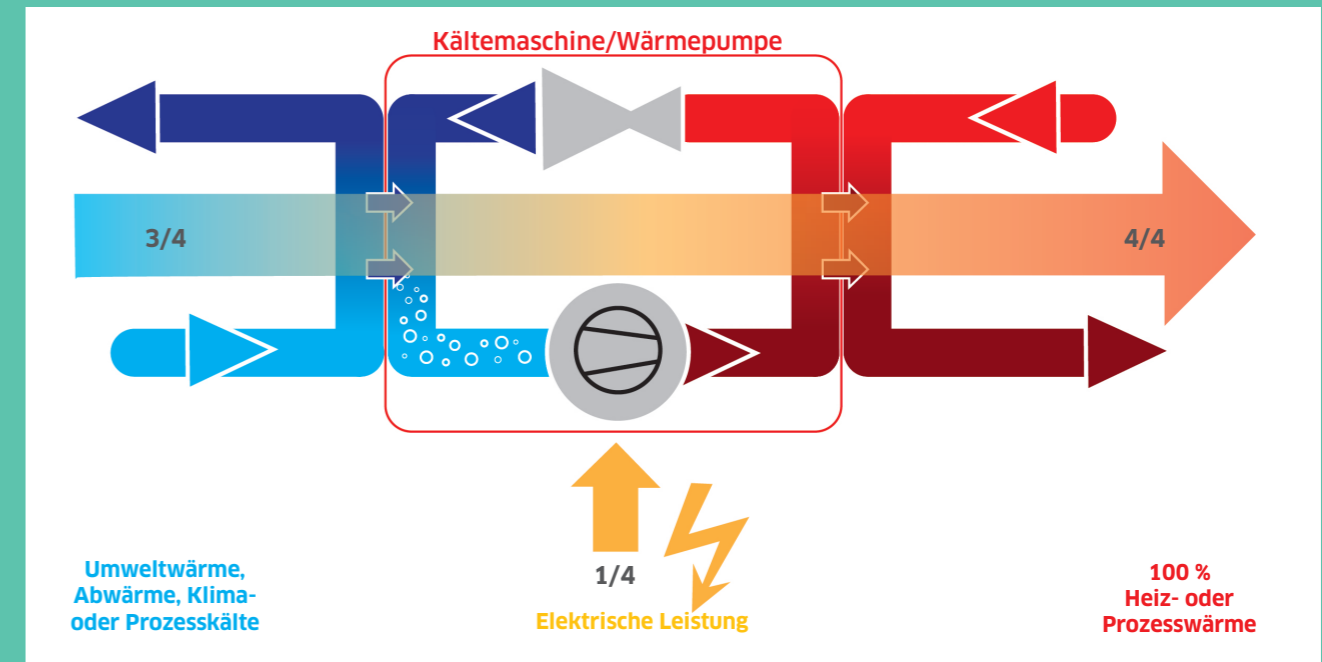 Kältemaschine/Wärmepumpe
3/4
4/4
1/4
Elektrische Leistung
Umweltwärme,
Abwärme, Klima-
oder Prozesskälte
100 %
Heiz- oder
Prozesswärme